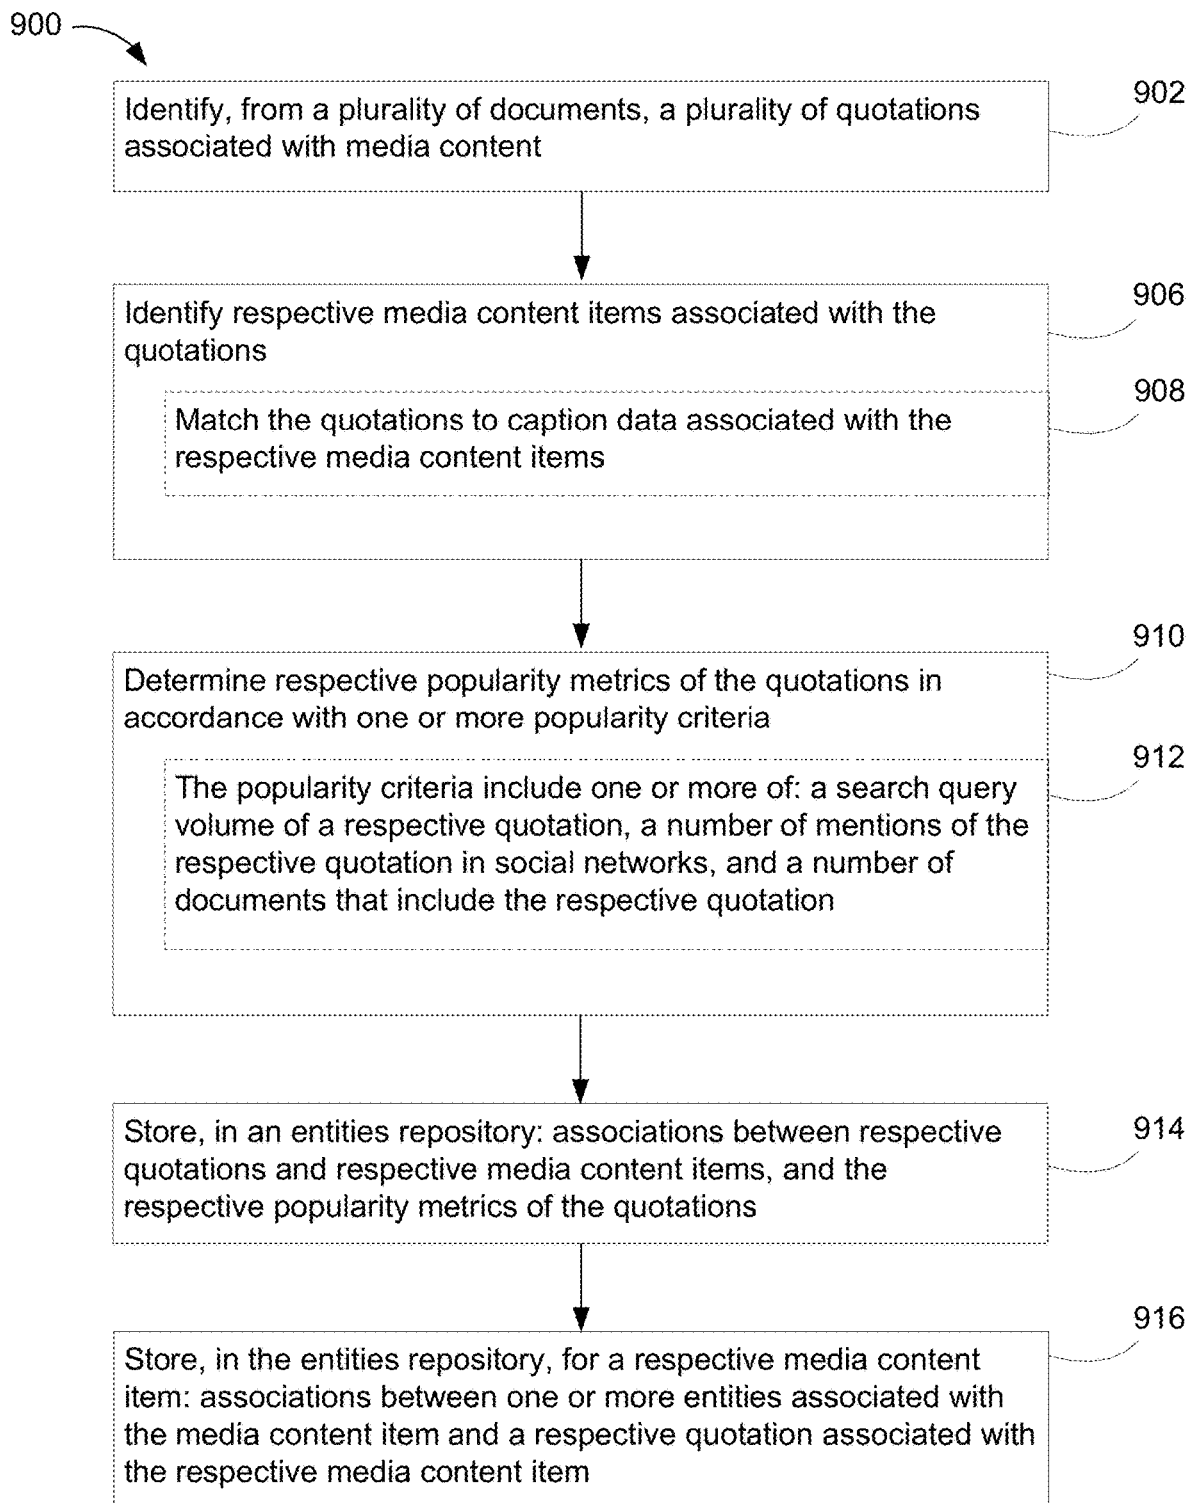 900
902
Identify, from a plurality of documents, a plurality of quotations
associated with media content
906
Identify respective media content items associated with the
quotations
908
Match the quotations to caption data associated with the
respective media content items
910
Determine respective popularity metrics of the quotations in
accordance with one or more popularity criteria
912
The popularity criteria include one or more of: a search query
volume of a respective quotation, a number of mentions of the
respective quotation in social networks, and a number of
documents that include the respective quotation
914
Store, in an entities repository: associations between respective
quotations and respective media content items, and the
respective popularity metrics of the quotations
916
Store, in the entities repository, for a respective media content
item: associations between one or more entities associated with
the media content item and a respective quotation associated with
the respective media content item